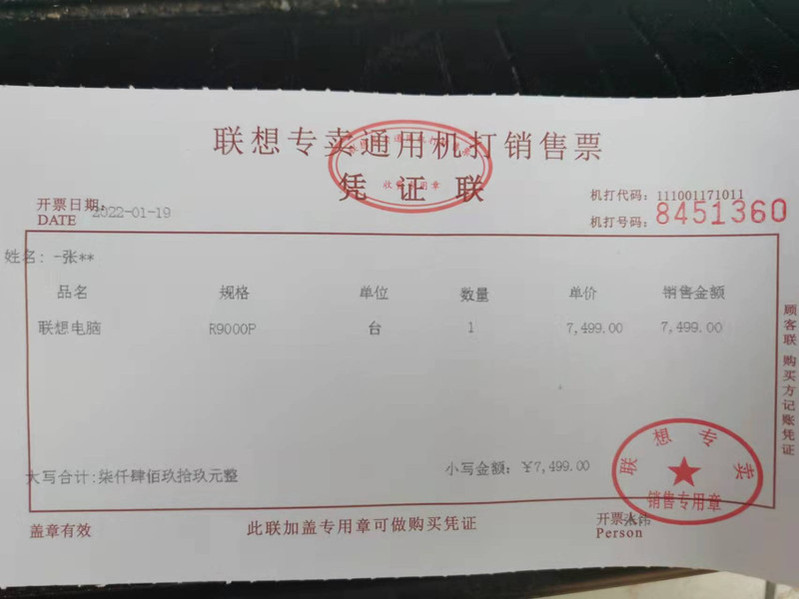 联想专卖通用机打销售票
凭证联
开票日期:
DATE
2022-01-19
机打代码: 111001171011
机打号码: 8451360
姓名: -张**
品名 规格 单位 数量 单价 销售金额
联想电脑 R9000P 台 1 7,499.00 7,499.00
大写合计:柒仟肆佰玖拾玖元整
小写金额: ¥7,499.00
顾客联 购买方记账凭证
联想专卖
销售专用章
盖章有效
此联加盖专用章可做购买凭证
开票人
Person